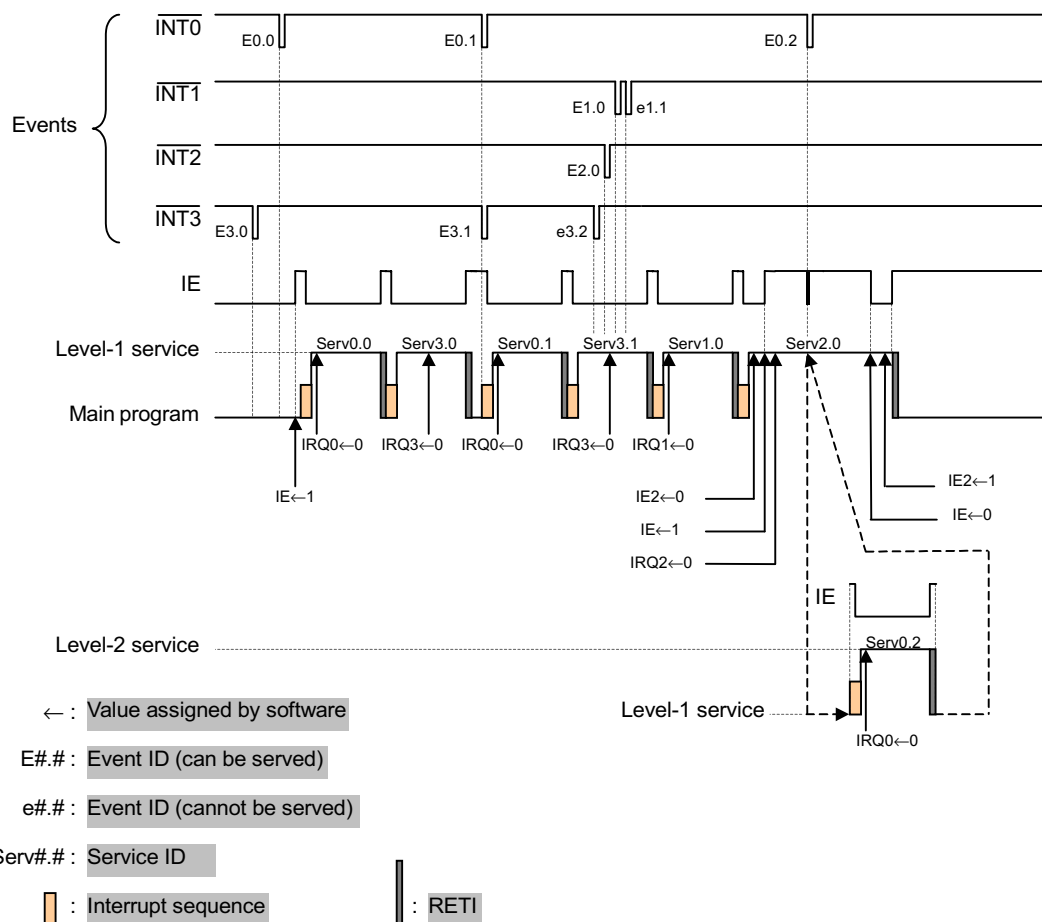 INT0
E0.0
E0.1
E0.2
INT1
E1.0
e1.1
Events
INT2
E2.0
INT3
E3.0
E3.1
e3.2
IE
Level-1 service
Serv0.0
Serv3.0
Serv0.1
Serv3.1
Serv1.0
Serv2.0
Main program
IRQ0←0
IRQ3←0
IRQ0←0
IRQ3←0
IRQ1←0
IE←1
IE2←0
IE2←1
IE←1
IE←0
IRQ2←0
IE
Level-2 service
Serv0.2
← : Value assigned by software
Level-1 service
IRQ0←0
E#.# : Event ID (can be served)
e#.# : Event ID (cannot be served)
Serv#.# : Service ID
: Interrupt sequence
: RETI